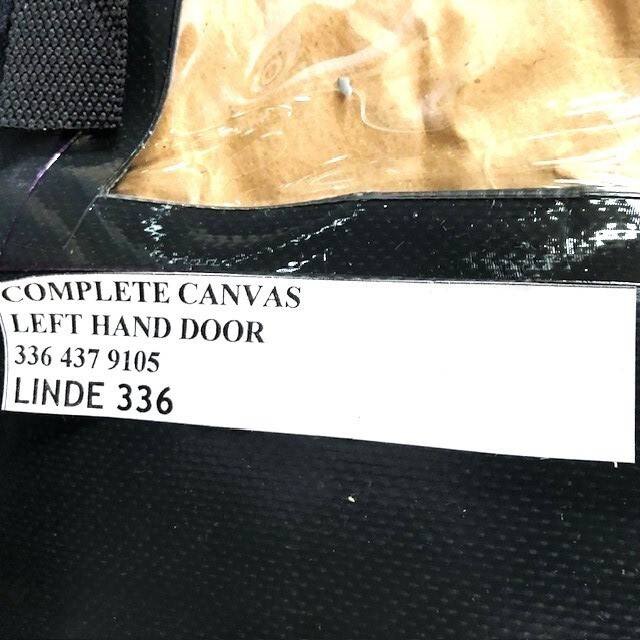 COMPLETE CANVAS
LEFT HAND DOOR
336 437 9105
LINDE 336